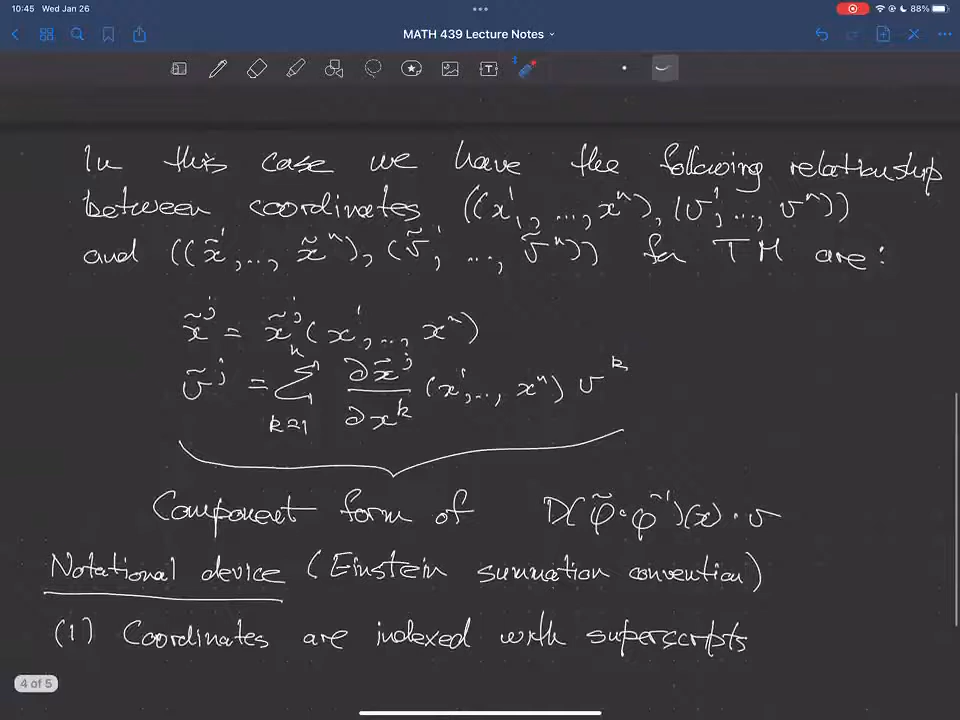 10:45 Wed Jan 26
88%
MATH 439 Lecture Notes
In this case we have the following relationship
between coordinates ((x¹,...,xⁿ),(v¹,...,vⁿ))
and ((x̃¹,...,x̃ⁿ),(ṽ¹,...,ṽⁿ)) for TM are:
x̃ʲ = x̃ʲ(x¹,...,xⁿ)
ṽʲ = Σₖ₌₁ⁿ ∂x̃ʲ/∂xᵏ (x¹,...,xⁿ) vᵏ
Component form of D(φ̃∘φ⁻¹)(x)·v
Notational device (Einstein summation convention)
(1) Coordinates are indexed with superscripts
4 of 5